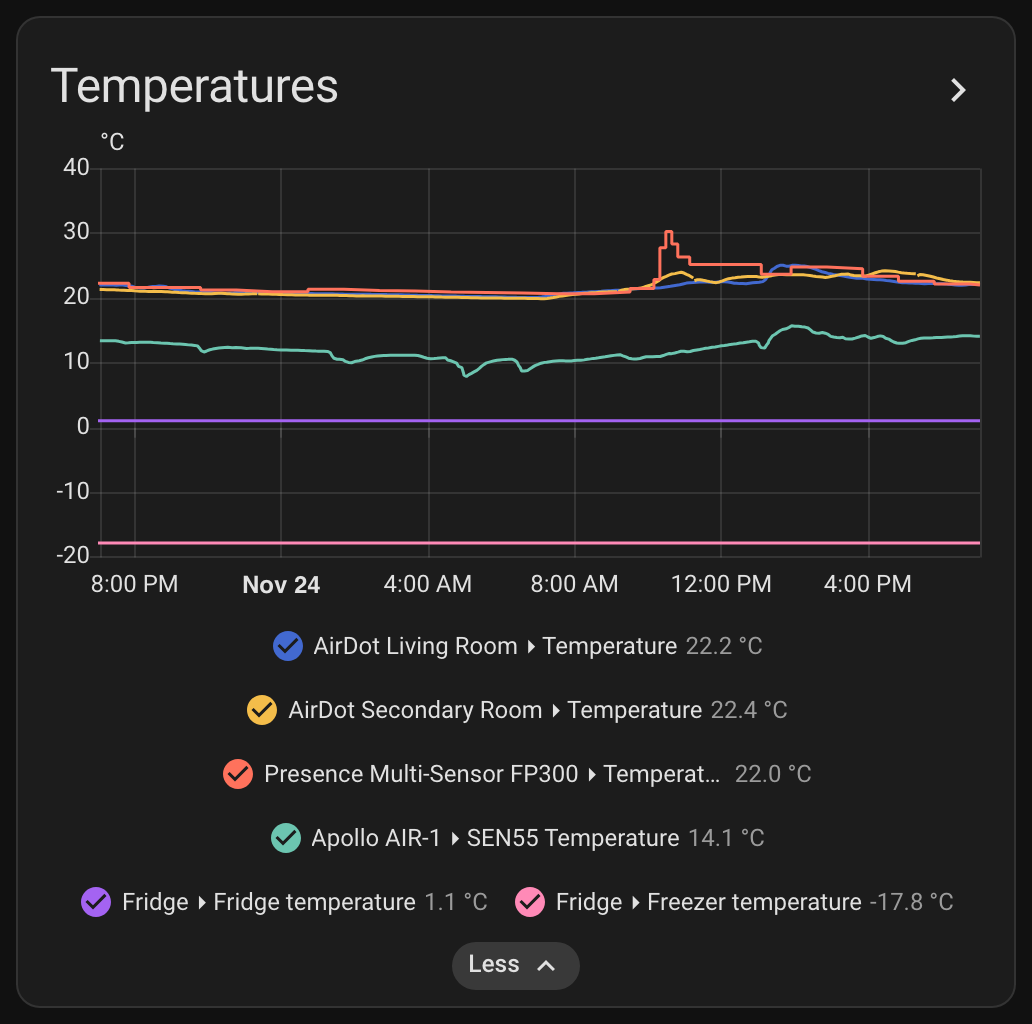 Temperatures
°C
40
30
20
10
0
-10
-20
8:00 PM Nov 24 4:00 AM 8:00 AM 12:00 PM 4:00 PM
AirDot Living Room ▸ Temperature 22.2 °C
AirDot Secondary Room ▸ Temperature 22.4 °C
Presence Multi-Sensor FP300 ▸ Temperat... 22.0 °C
Apollo AIR-1 ▸ SEN55 Temperature 14.1 °C
Fridge ▸ Fridge temperature 1.1 °C Fridge ▸ Freezer temperature -17.8 °C
Less